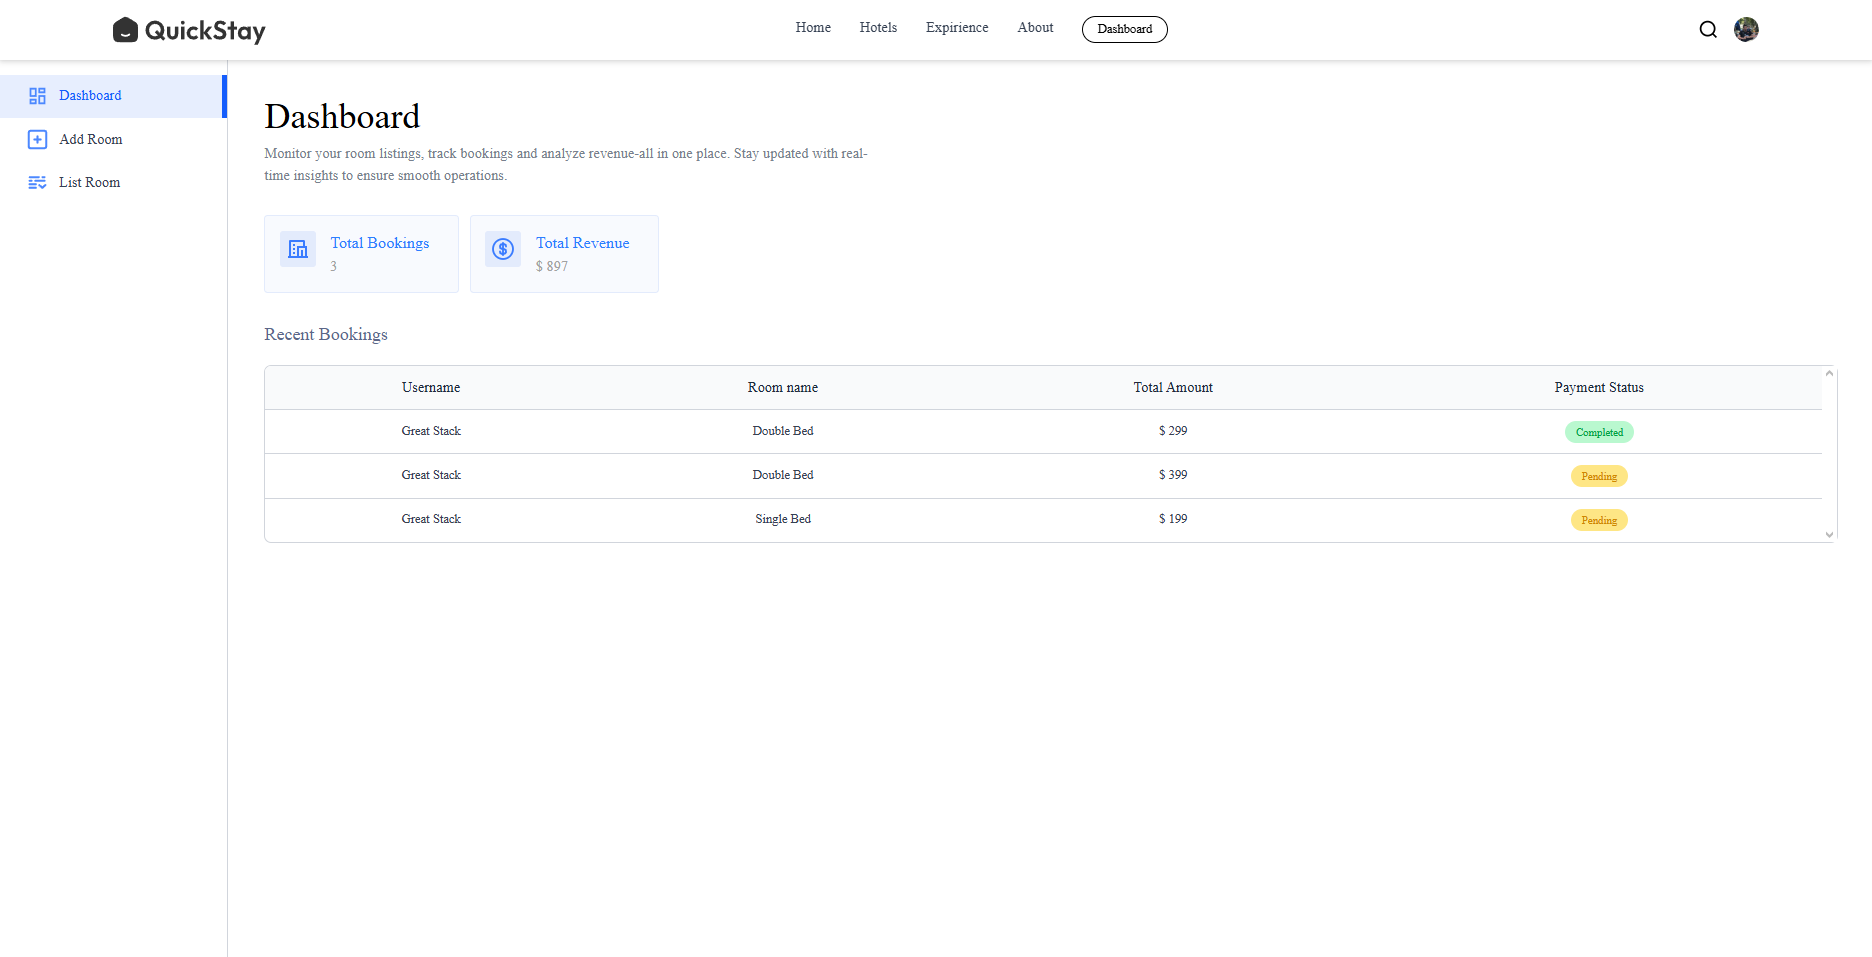 QuickStay
Home Hotels Expirience About Dashboard
Dashboard
Add Room
List Room
Dashboard
Monitor your room listings, track bookings and analyze revenue-all in one place. Stay updated with real-
time insights to ensure smooth operations.
Total Bookings
3
Total Revenue
$ 897
Recent Bookings
Username Room name Total Amount Payment Status
Great Stack Double Bed $ 299 Completed
Great Stack Double Bed $ 399 Pending
Great Stack Single Bed $ 199 Pending